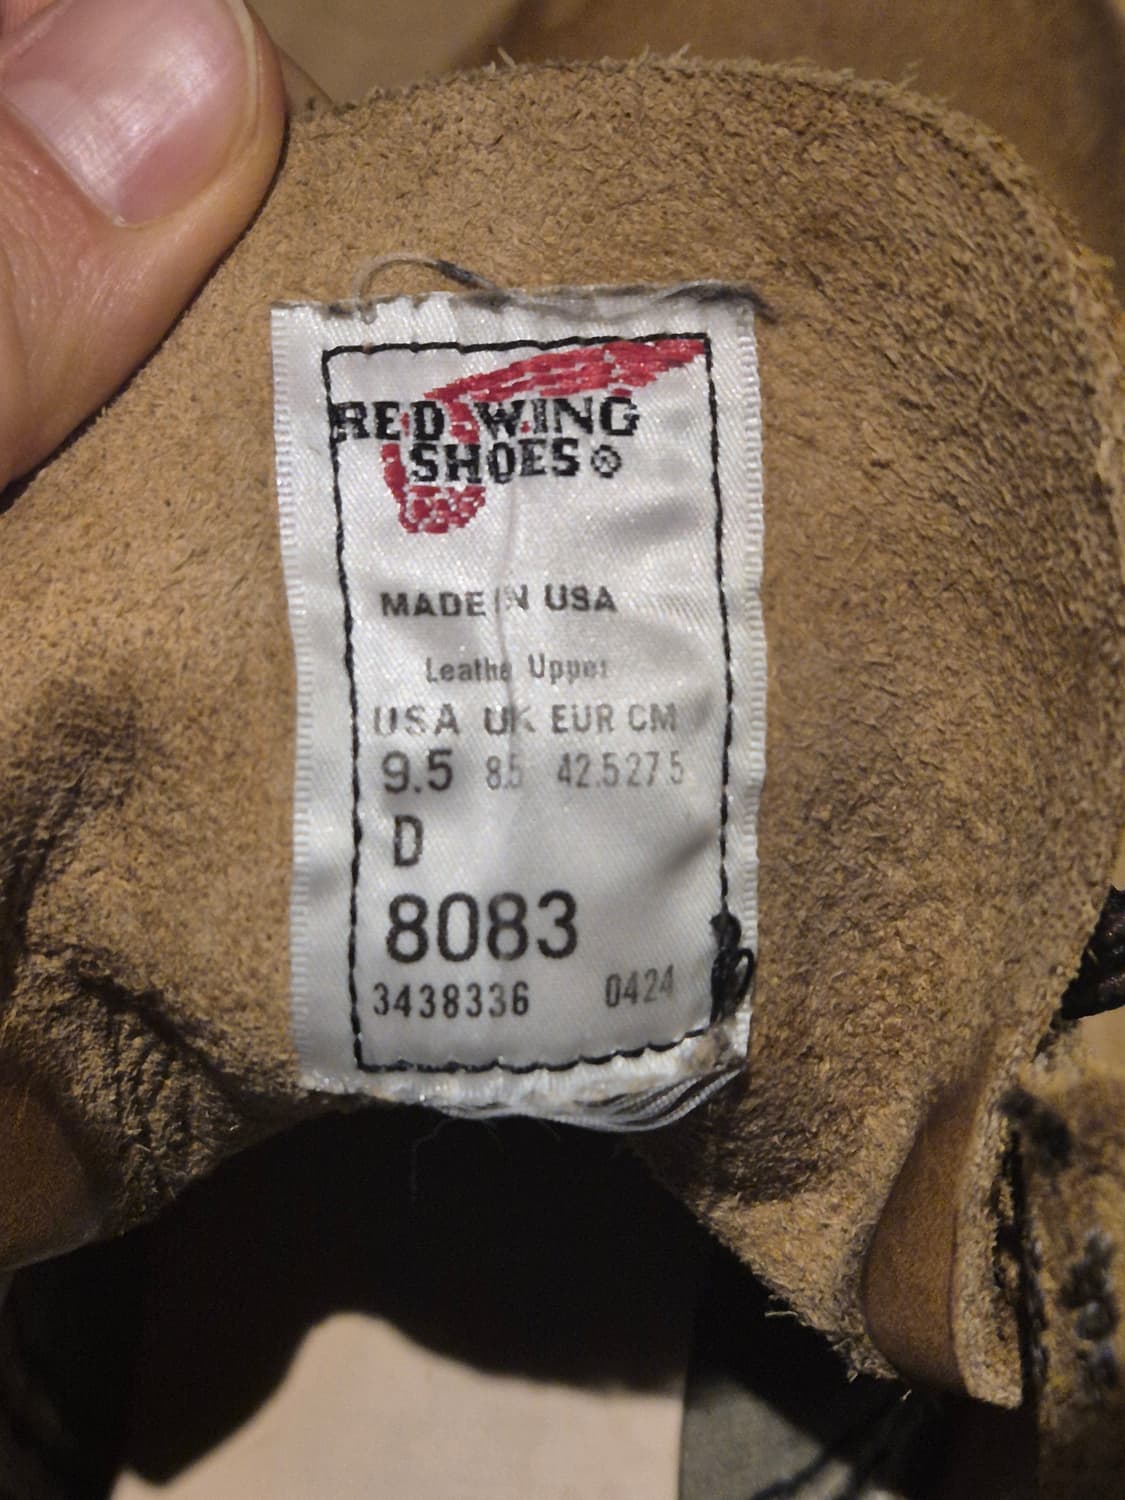 RED WING
SHOES ®
MADE IN USA
Leather Upper
USA UK EUR CM
9.5 8.5 42.5 27.5
D
8083
3438336 0424